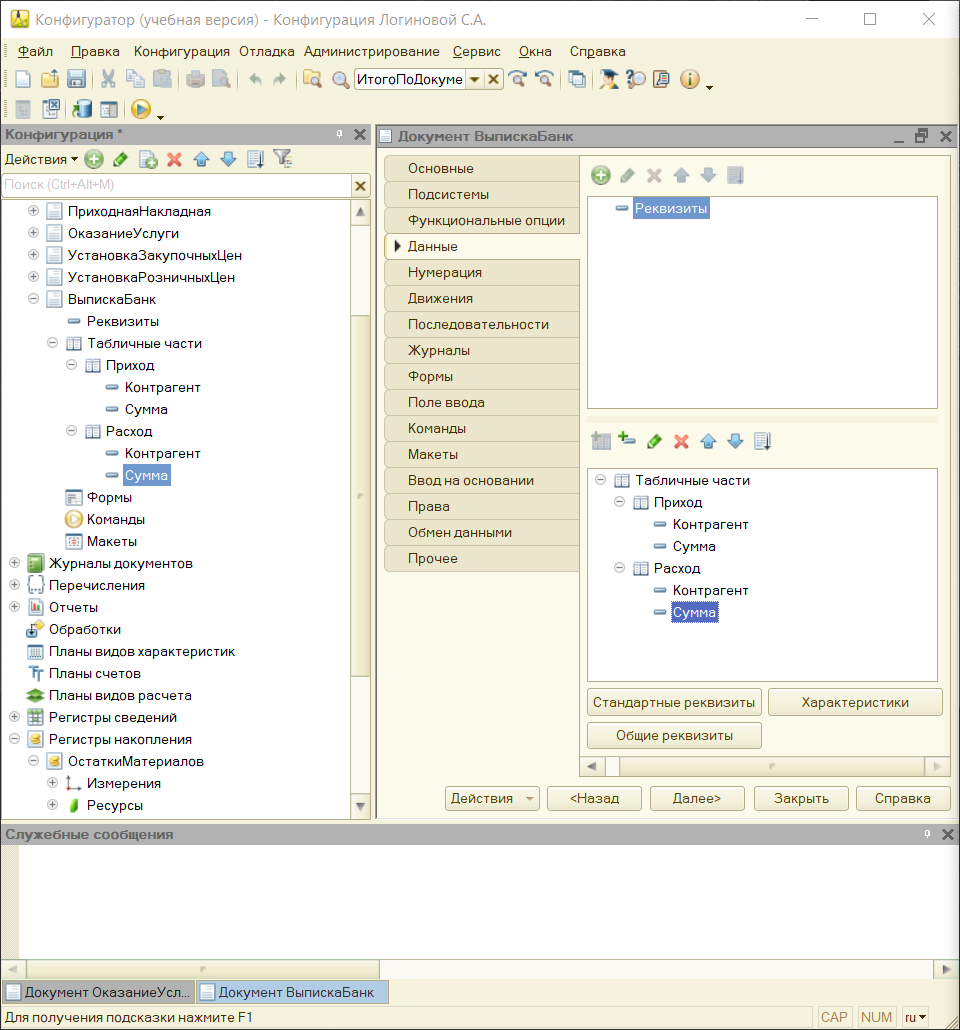 Конфигуратор (учебная версия) - Конфигурация Логиновой С.А.
Файл Правка Конфигурация Отладка Администрирование Сервис Окна Справка
ИтогоПоДокуме
Конфигурация *
Действия
Поиск (Ctrl+Alt+M)
ПриходнаяНакладная
ОказаниеУслуги
УстановкаЗакупочныхЦен
УстановкаРозничныхЦен
ВыпискаБанк
Реквизиты
Табличные части
Приход
Контрагент
Сумма
Расход
Контрагент
Сумма
Формы
Команды
Макеты
Журналы документов
Перечисления
Отчеты
Обработки
Планы видов характеристик
Планы счетов
Планы видов расчета
Регистры сведений
Регистры накопления
ОстаткиМатериалов
Измерения
Ресурсы
Документ ВыпискаБанк
Основные
Подсистемы
Функциональные опции
Данные
Нумерация
Движения
Последовательности
Журналы
Формы
Поле ввода
Команды
Макеты
Ввод на основании
Права
Обмен данными
Прочее
Реквизиты
Табличные части
Приход
Контрагент
Сумма
Расход
Контрагент
Сумма
Стандартные реквизиты Характеристики
Общие реквизиты
Действия <Назад Далее> Закрыть Справка
Служебные сообщения
Документ ОказаниеУсл... Документ ВыпискаБанк
Для получения подсказки нажмите F1 CAP NUM ru